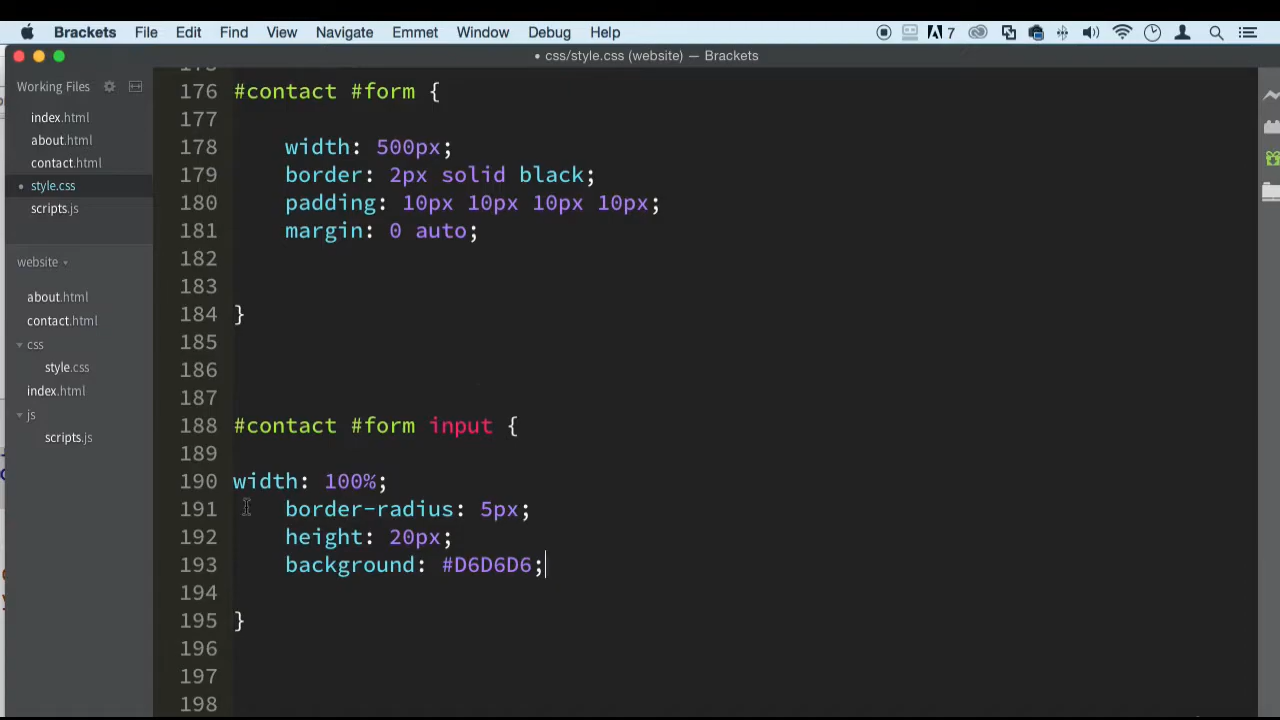 Brackets File Edit Find View Navigate Emmet Window Debug Help 7
• css/style.css (website) — Brackets
Working Files
index.html
about.html
contact.html
style.css
scripts.js
website
about.html
contact.html
css
style.css
index.html
js
scripts.js
176 #contact #form {
177
178 width: 500px;
179 border: 2px solid black;
180 padding: 10px 10px 10px 10px;
181 margin: 0 auto;
182
183
184 }
185
186
187
188 #contact #form input {
189
190 width: 100%;
191 border-radius: 5px;
192 height: 20px;
193 background: #D6D6D6;
194
195 }
196
197
198